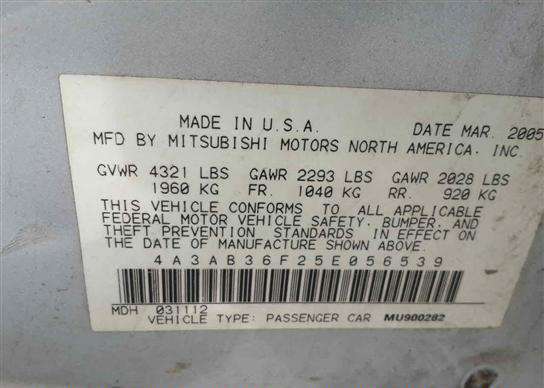 MADE IN U.S.A. DATE MAR. 2005
MFD BY MITSUBISHI MOTORS NORTH AMERICA, INC.
GVWR 4321 LBS GAWR 2293 LBS GAWR 2028 LBS
1960 KG FR. 1040 KG RR. 920 KG
THIS VEHICLE CONFORMS TO ALL APPLICABLE
FEDERAL MOTOR VEHICLE SAFETY, BUMPER, AND
THEFT PREVENTION STANDARDS IN EFFECT ON
THE DATE OF MANUFACTURE SHOWN ABOVE.
4A3AB36F25E056539
MDH 031112
VEHICLE TYPE: PASSENGER CAR MU900282